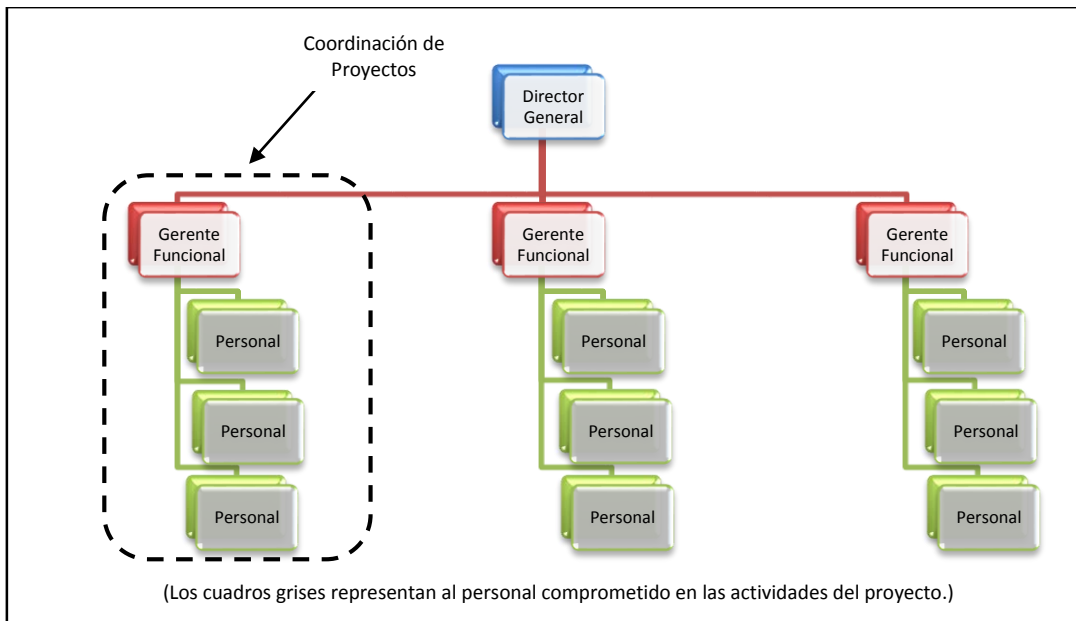 Coordinación de
Proyectos
Director
General
Gerente
Funcional
Gerente
Funcional
Gerente
Funcional
Personal
Personal
Personal
Personal
Personal
Personal
Personal
Personal
Personal
(Los cuadros grises representan al personal comprometido en las actividades del proyecto.)